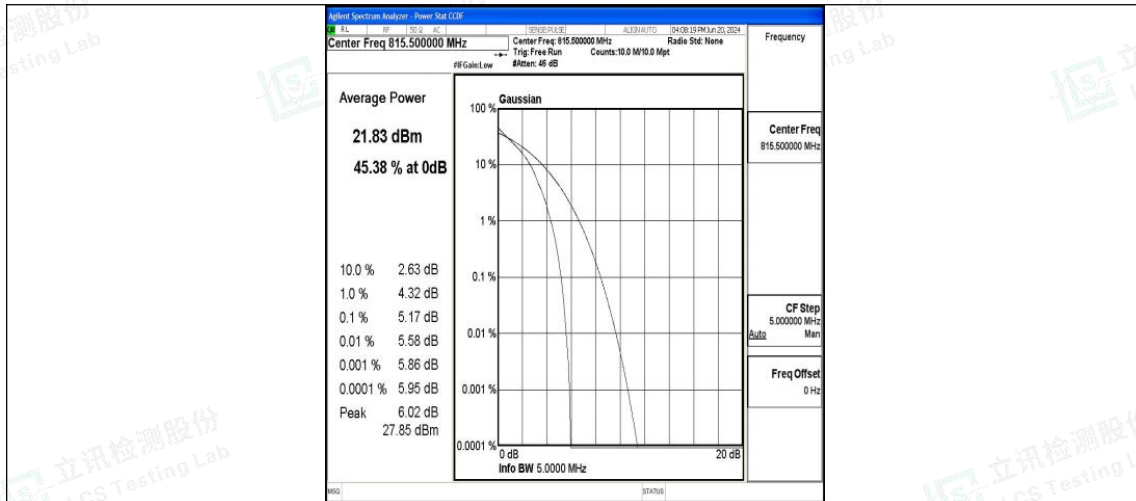 Agilent Spectrum Analyzer - Power Stat CCDF
RL RF 50 Ω AC SENSE:PULSE ALIGNAUTO 04:08:19 PM Jun 20, 2024
Center Freq 815.500000 MHz
Center Freq: 815.500000 MHz Radio Std: None
Trig: Free Run Counts:10.0 M/10.0 Mpt
#IFGain:Low #Atten: 46 dB
Frequency
Average Power
21.83 dBm
45.38 % at 0dB
10.0 % 2.63 dB
1.0 % 4.32 dB
0.1 % 5.17 dB
0.01 % 5.58 dB
0.001 % 5.86 dB
0.0001 % 5.95 dB
Peak 6.02 dB
27.85 dBm
Gaussian
100 %
10 %
1 %
0.1 %
0.01 %
0.001 %
0.0001 %
0 dB 20 dB
Info BW 5.0000 MHz
Center Freq
815.500000 MHz
CF Step
5.000000 MHz
Auto Man
Freq Offset
0 Hz
MSG STATUS
立讯检测股份
LCS Testing Lab